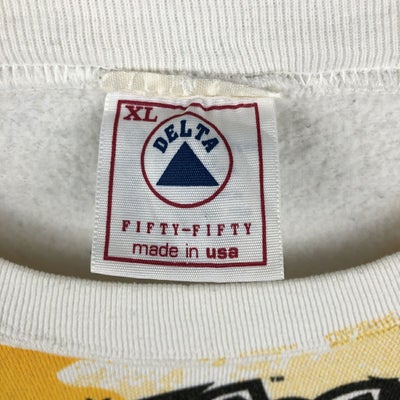 XL
DELTA
FIFTY-FIFTY
made in usa